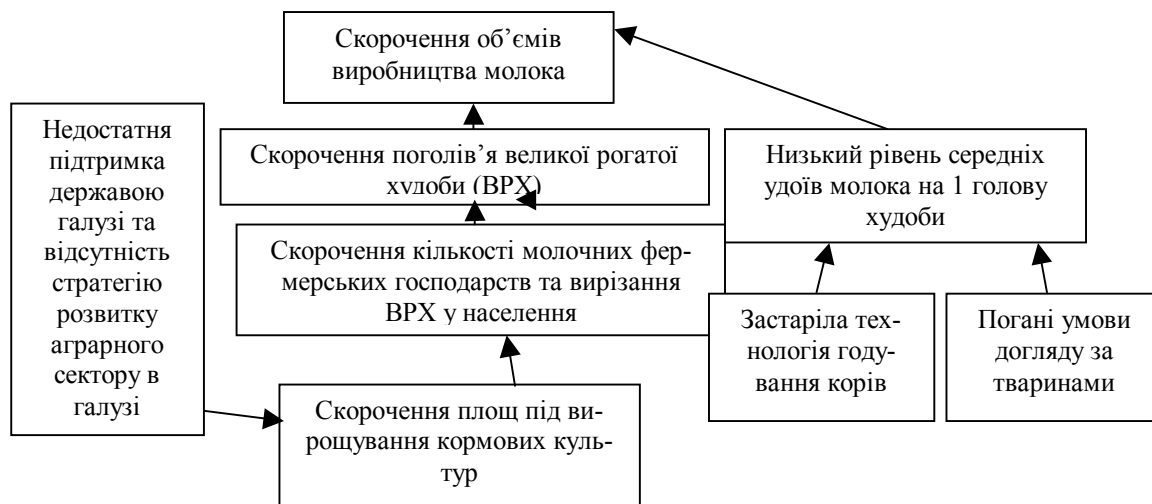 Скорочення об’ємів
виробництва молока
Недостатня
підтримка
державою
галузі та
відсутність
стратегію
розвитку
аграрного
сектору в
галузі
Скорочення поголів’я великої рогатої
худоби (ВРХ)
Низький рівень середніх
удоїв молока на 1 голову
худоби
Скорочення кількості молочних фер-
мерських господарств та вирізання
ВРХ у населення
Застаріла тех-
нологія году-
вання корів
Погані умови
догляду за
тваринами
Скорочення площ під ви-
рощування кормових куль-
тур